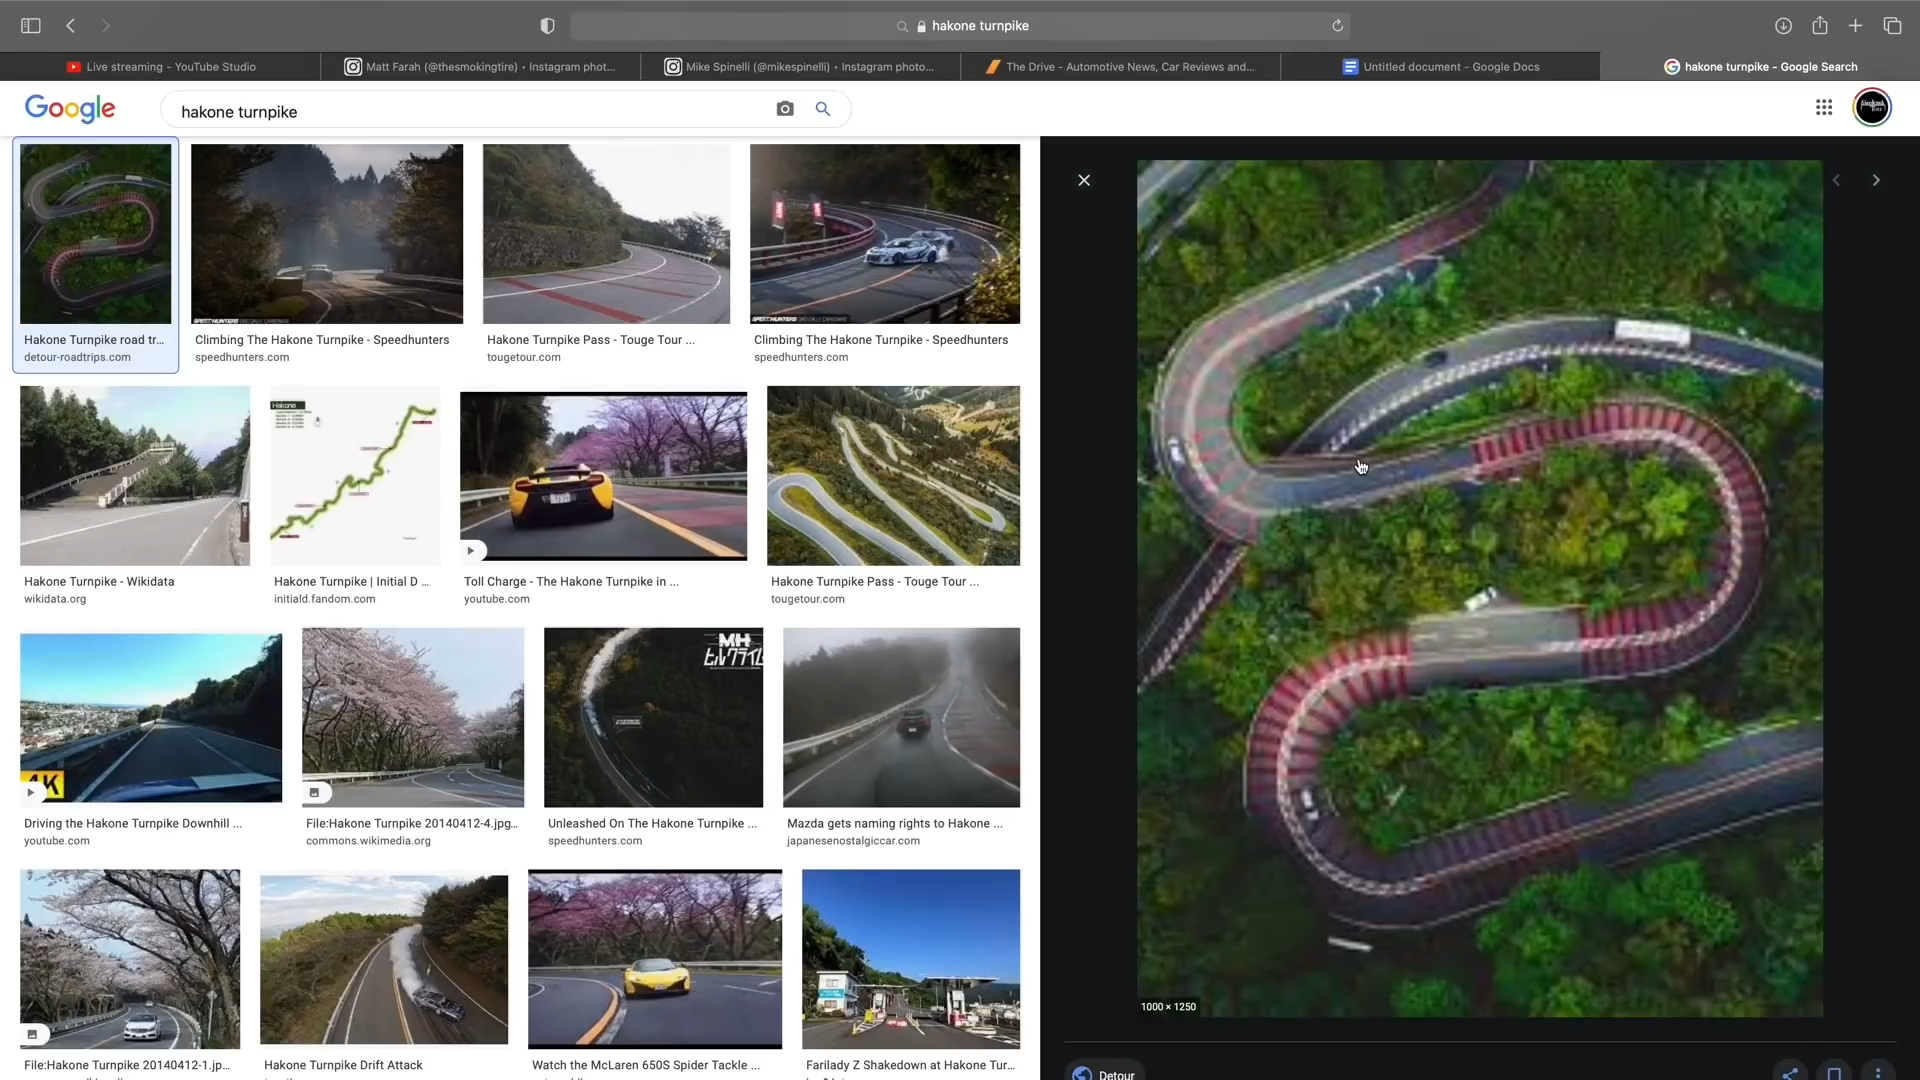 hakone turnpike
Live streaming - YouTube Studio
Matt Farah (@thesmokingtire) • Instagram phot...
Mike Spinelli (@mikespinelli) • Instagram photo...
The Drive - Automotive News, Car Reviews and...
Untitled document - Google Docs
hakone turnpike - Google Search
Google
hakone turnpike
Hakone Turnpike road tr...
detour-roadtrips.com
Climbing The Hakone Turnpike - Speedhunters
speedhunters.com
Hakone Turnpike Pass - Touge Tour ...
tougetour.com
Climbing The Hakone Turnpike - Speedhunters
speedhunters.com
Hakone
Hakone Turnpike - Wikidata
wikidata.org
Hakone Turnpike | Initial D ...
initiald.fandom.com
Toll Charge - The Hakone Turnpike in ...
youtube.com
Hakone Turnpike Pass - Touge Tour ...
tougetour.com
MH
ヒルクライム
4K
Driving the Hakone Turnpike Downhill ...
youtube.com
File:Hakone Turnpike 20140412-4.jpg...
commons.wikimedia.org
Unleashed On The Hakone Turnpike ...
speedhunters.com
Mazda gets naming rights to Hakone ...
japanesenostalgiccar.com
1000 × 1250
File:Hakone Turnpike 20140412-1.jp...
Hakone Turnpike Drift Attack
Watch the McLaren 650S Spider Tackle ...
Farilady Z Shakedown at Hakone Tur...
Detour